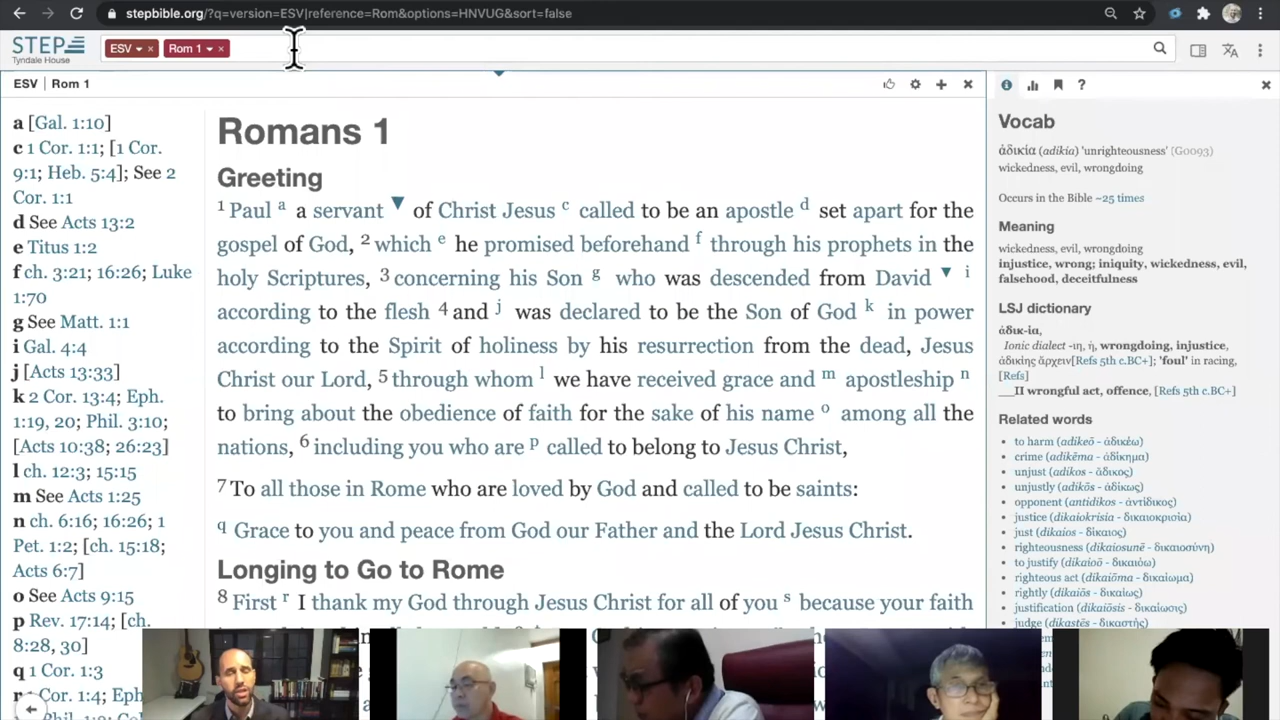 stepbible.org/?q=version=ESV|reference=Rom&options=HNVUG&sort=false
STEP
Tyndale House
ESV
Rom 1
ESV | Rom 1
a [Gal. 1:10]
c 1 Cor. 1:1; [1 Cor.
9:1; Heb. 5:4]; See 2
Cor. 1:1
d See Acts 13:2
e Titus 1:2
f ch. 3:21; 16:26; Luke
1:70
g See Matt. 1:1
i Gal. 4:4
j [Acts 13:33]
k 2 Cor. 13:4; Eph.
1:19, 20; Phil. 3:10;
[Acts 10:38; 26:23]
l ch. 12:3; 15:15
m See Acts 1:25
n ch. 6:16; 16:26; 1
Pet. 1:2; [ch. 15:18;
Acts 6:7]
o See Acts 9:15
p Rev. 17:14; [ch.
8:28, 30]
q 1 Cor. 1:3
1 Cor. 1:4; Eph
Romans 1
Greeting
1 Paul a a servant of Christ Jesus c called to be an apostle d set apart for the
gospel of God, 2 which e he promised beforehand f through his prophets in the
holy Scriptures, 3 concerning his Son g who was descended from David i
according to the flesh 4 and j was declared to be the Son of God k in power
according to the Spirit of holiness by his resurrection from the dead, Jesus
Christ our Lord, 5 through whom l we have received grace and m apostleship n
to bring about the obedience of faith for the sake of his name o among all the
nations, 6 including you who are p called to belong to Jesus Christ,
7 To all those in Rome who are loved by God and called to be saints:
q Grace to you and peace from God our Father and the Lord Jesus Christ.
Longing to Go to Rome
8 First r I thank my God through Jesus Christ for all of you s because your faith
Vocab
ἀδικία (adikia) 'unrighteousness' (G0093)
wickedness, evil, wrongdoing
Occurs in the Bible ~25 times
Meaning
wickedness, evil, wrongdoing
injustice, wrong; iniquity, wickedness, evil,
falsehood, deceitfulness
LSJ dictionary
ἀδικ-ία,
Ionic dialect -ιη, ἡ, wrongdoing, injustice,
ἀδικίης ἄρχειν[Refs 5th c.BC+]; 'foul' in racing,
[Refs]
__II wrongful act, offence, [Refs 5th c.BC+]
Related words
to harm (adikeō - ἀδικέω)
crime (adikēma - ἀδίκημα)
unjust (adikos - ἄδικος)
unjustly (adikōs - ἀδίκως)
opponent (antidikos - ἀντίδικος)
justice (dikaiokrisia - δικαιοκρισία)
just (dikaios - δίκαιος)
righteousness (dikaiosunē - δικαιοσύνη)
to justify (dikaioō - δικαιόω)
righteous act (dikaiōma - δικαίωμα)
rightly (dikaiōs - δικαίως)
justification (dikaiōsis - δικαίωσις)
judge (dikastēs - δικαστής)